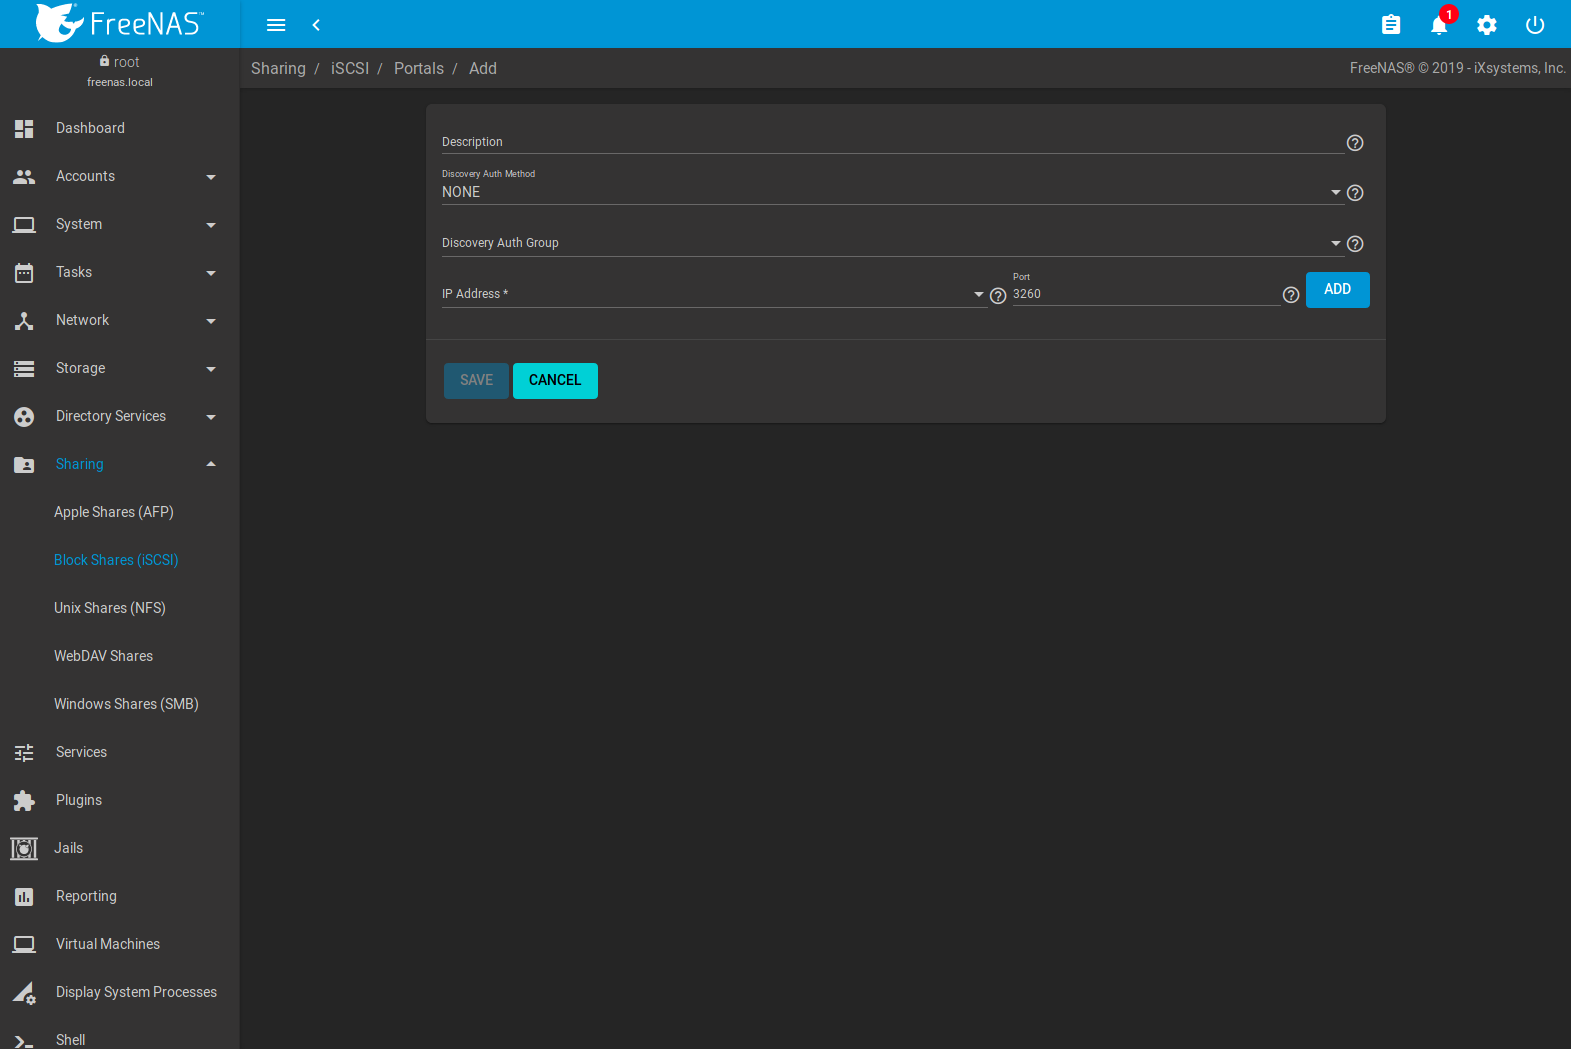 FreeNAS™
1
root
freenas.local
Sharing / iSCSI / Portals / Add
FreeNAS® © 2019 - iXsystems, Inc.
Dashboard
Accounts
System
Tasks
Network
Storage
Directory Services
Sharing
Apple Shares (AFP)
Block Shares (iSCSI)
Unix Shares (NFS)
WebDAV Shares
Windows Shares (SMB)
Services
Plugins
Jails
Reporting
Virtual Machines
Display System Processes
Shell
Description
Discovery Auth Method
NONE
Discovery Auth Group
IP Address *
Port
3260
ADD
SAVE CANCEL